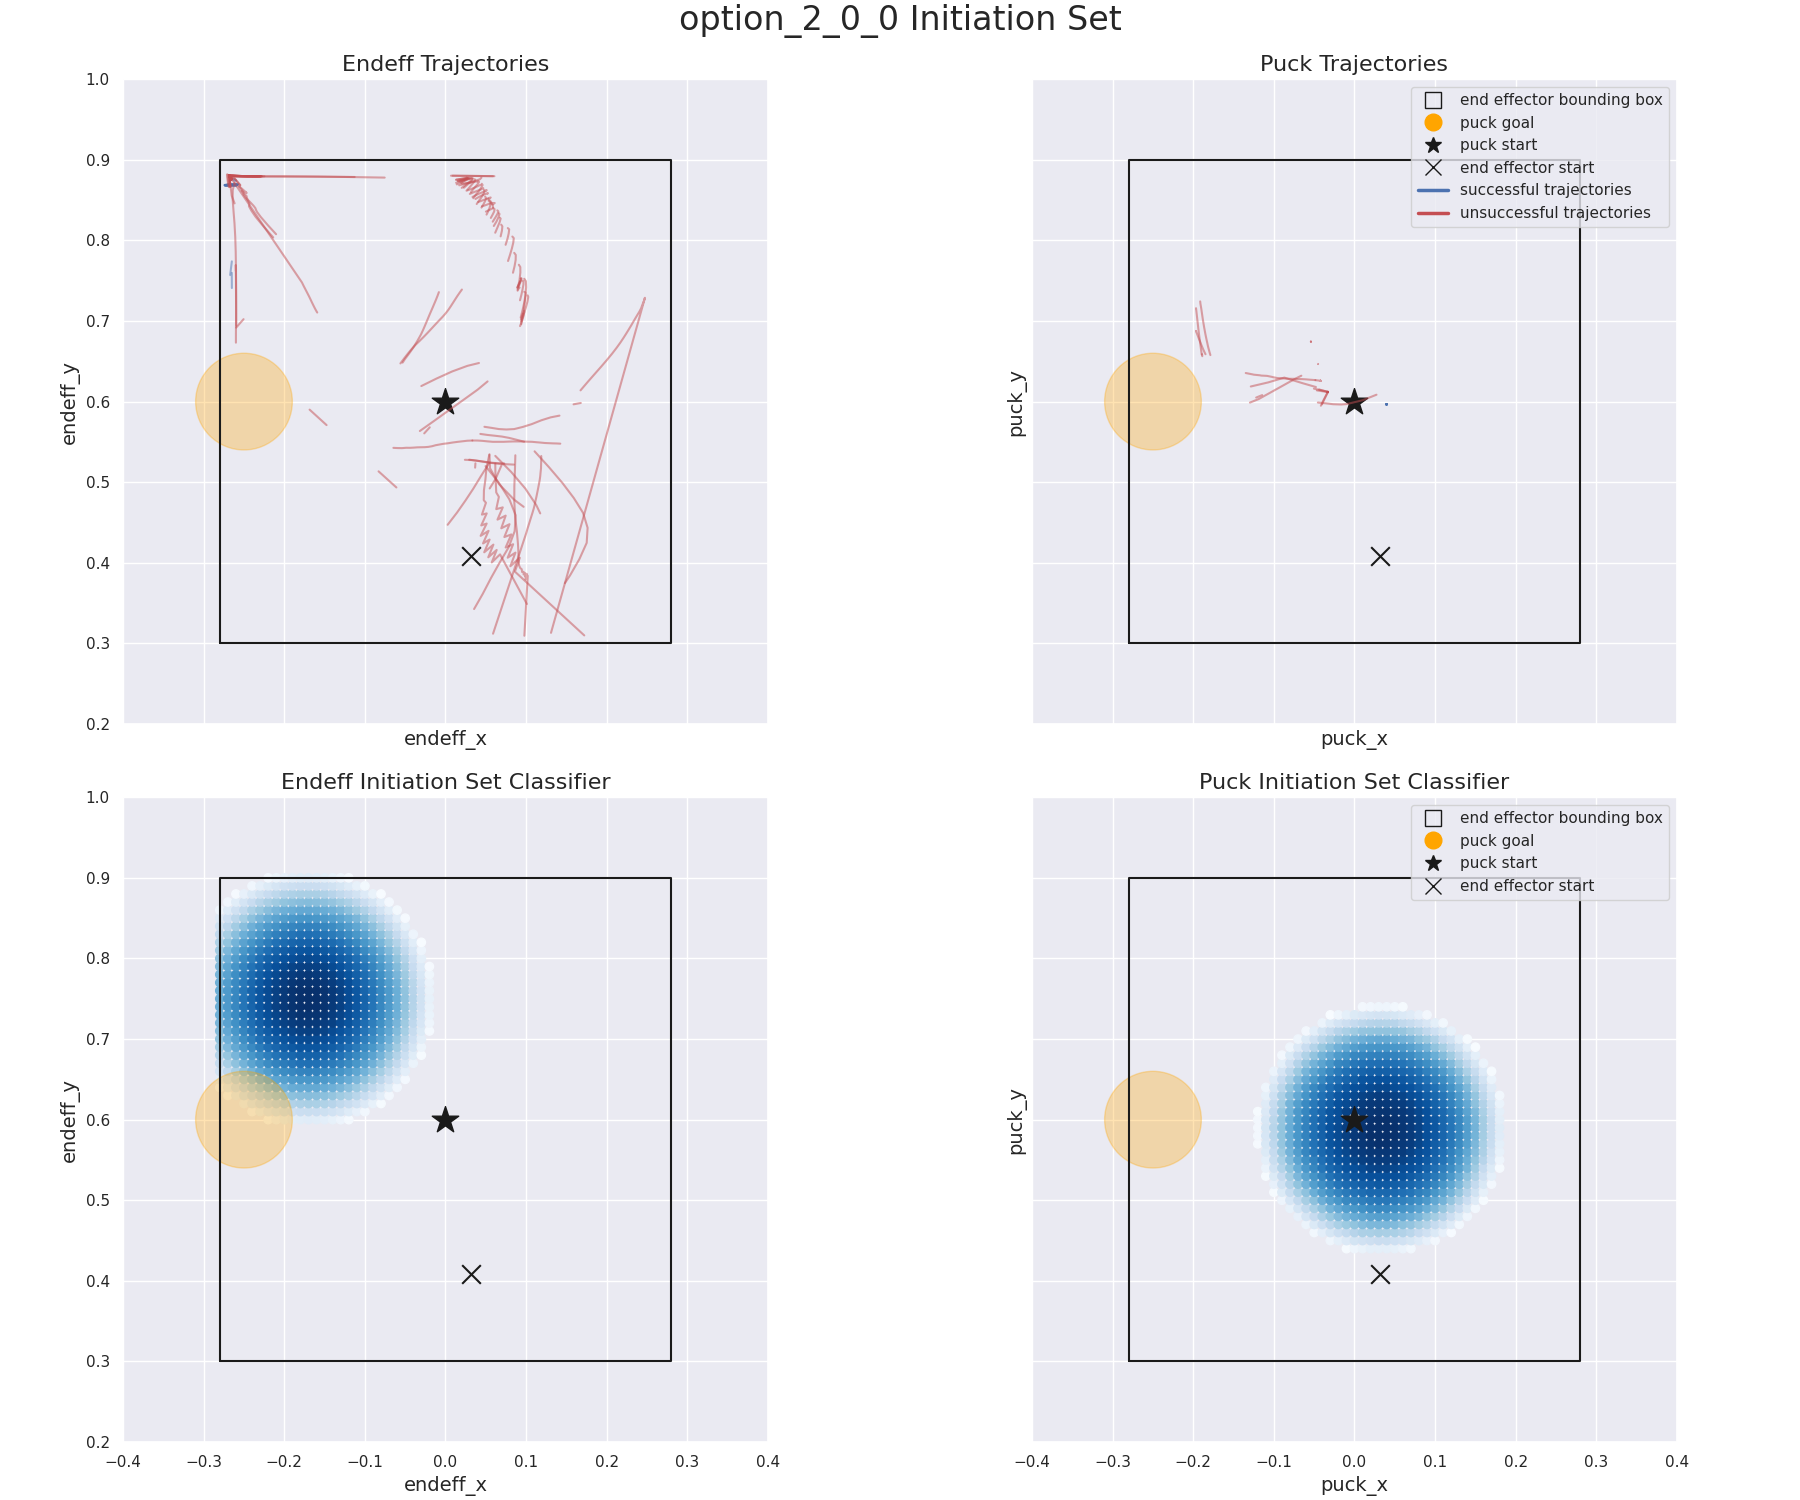 option_2_0_0 Initiation Set
Endeff Trajectories
Puck Trajectories
1.0
0.9
0.8
0.7
0.6
0.5
0.4
0.3
0.2
endeff_y
endeff_x
puck_y
puck_x
end effector bounding box
puck goal
puck start
end effector start
successful trajectories
unsuccessful trajectories
Endeff Initiation Set Classifier
Puck Initiation Set Classifier
1.0
0.9
0.8
0.7
0.6
0.5
0.4
0.3
0.2
endeff_y
−0.4 −0.3 −0.2 −0.1 0.0 0.1 0.2 0.3 0.4
endeff_x
puck_y
end effector bounding box
puck goal
puck start
end effector start
−0.4 −0.3 −0.2 −0.1 0.0 0.1 0.2 0.3 0.4
puck_x